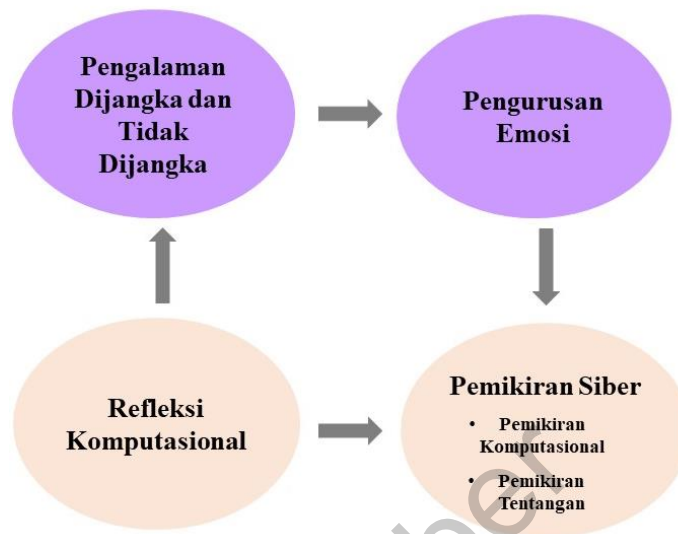 Pengalaman
Dijangka dan
Tidak
Dijangka
Pengurusan
Emosi
Refleksi
Komputasional
Pemikiran Siber
• Pemikiran
Komputasional
• Pemikiran
Tentangan